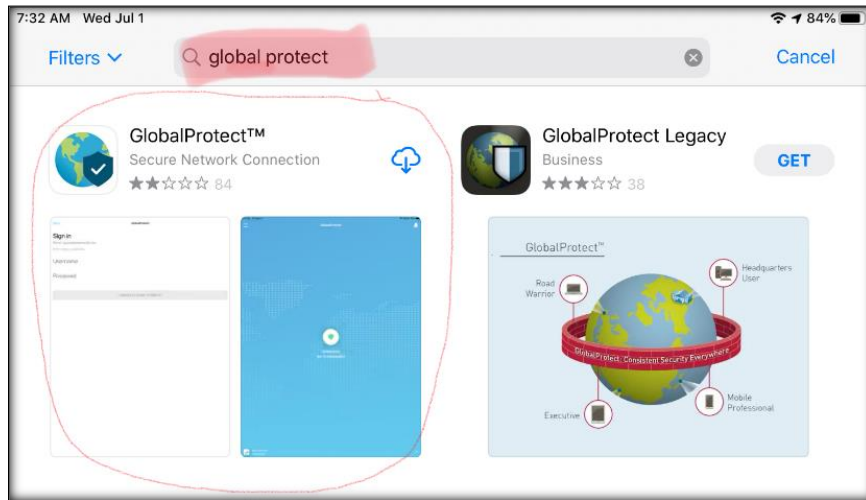 7:32 AM Wed Jul 1
84%
Filters
global protect
Cancel
GlobalProtect™
Secure Network Connection
84
GlobalProtect Legacy
Business
38
GET
Sign in
Username
Password
GlobalProtect™
Road
Warrior
Headquarters
User
GlobalProtect, Consistent Security Everywhere
Executive
Mobile
Professional